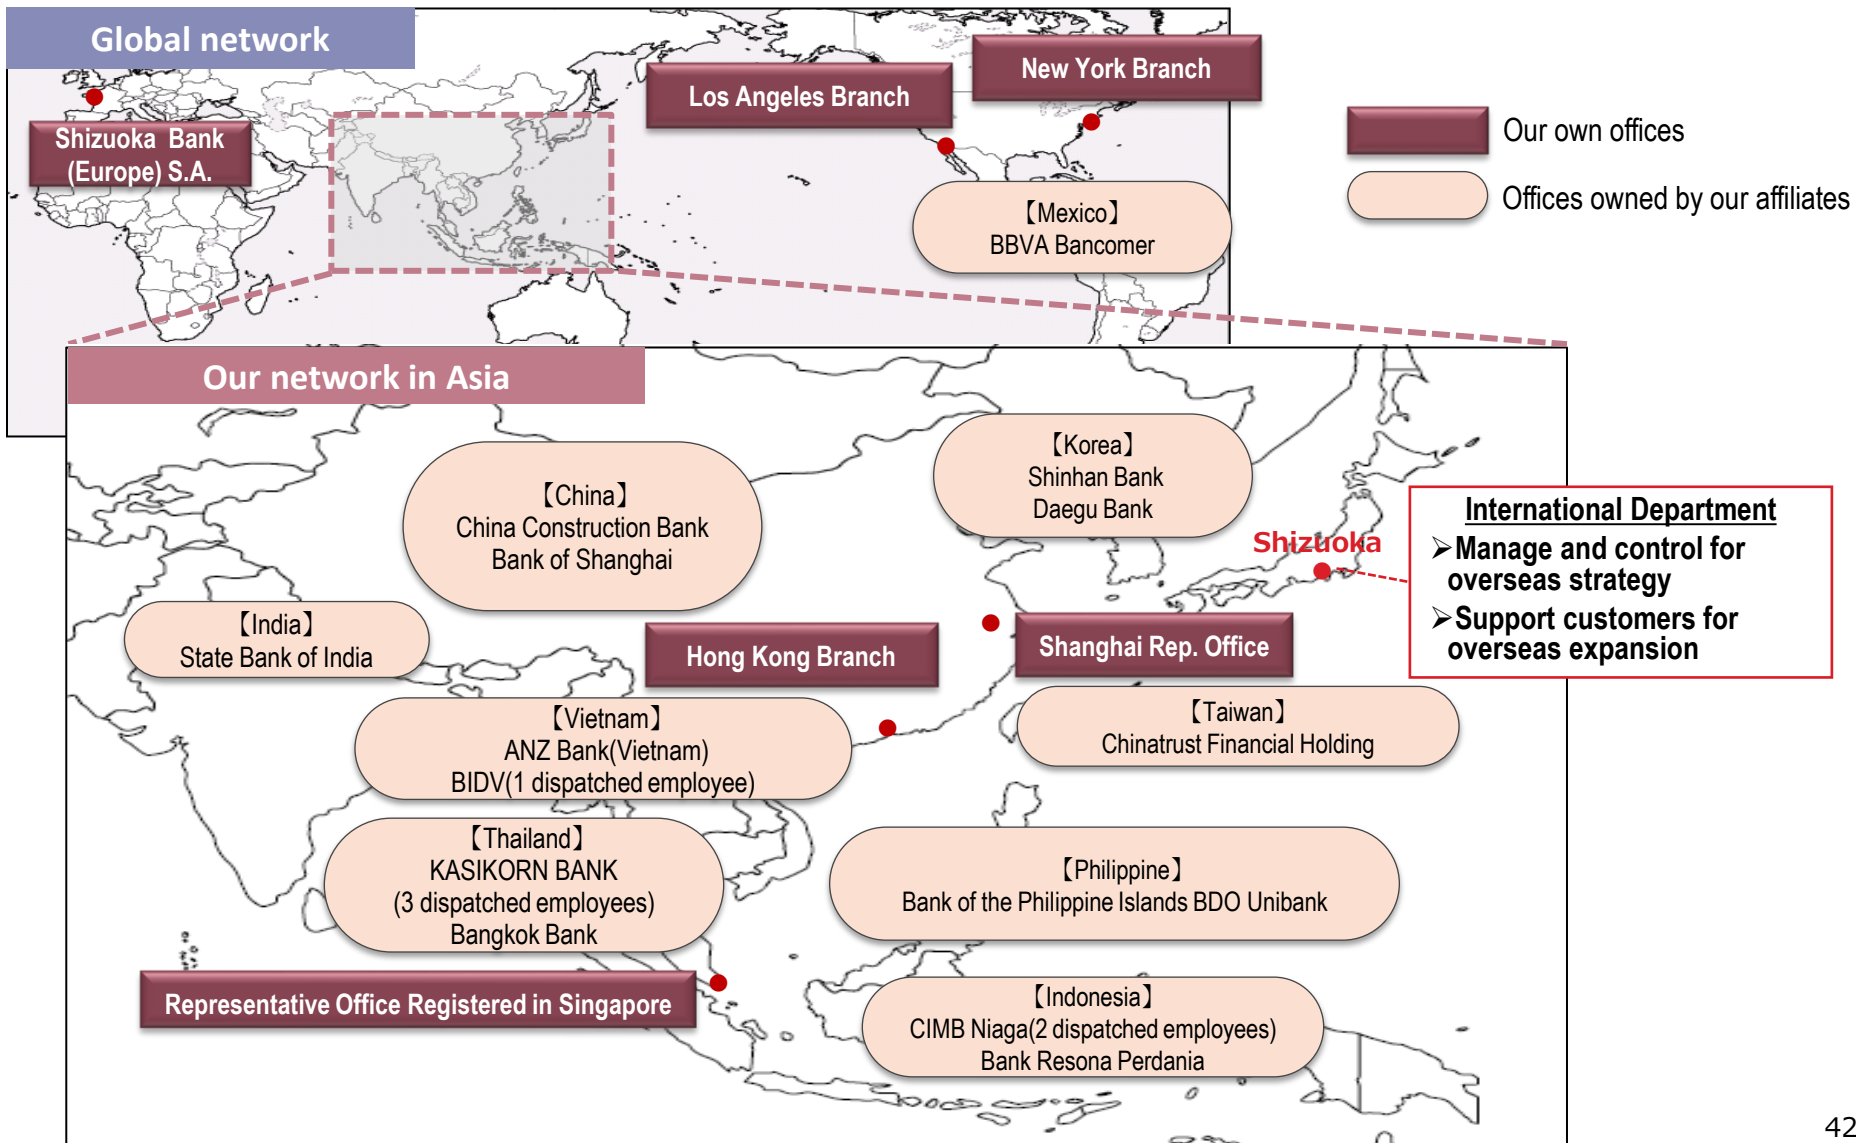 Global network
New York Branch
Los Angeles Branch
Shizuoka Bank
(Europe) S.A.
Our own offices
Offices owned by our affiliates
【Mexico】
BBVA Bancomer
Our network in Asia
【Korea】
Shinhan Bank
Daegu Bank
【China】
China Construction Bank
Bank of Shanghai
Shizuoka
International Department
➢Manage and control for
overseas strategy
➢Support customers for
overseas expansion
【India】
State Bank of India
Hong Kong Branch
Shanghai Rep. Office
【Vietnam】
ANZ Bank(Vietnam)
BIDV(1 dispatched employee)
【Taiwan】
Chinatrust Financial Holding
【Thailand】
KASIKORN BANK
(3 dispatched employees)
Bangkok Bank
【Philippine】
Bank of the Philippine Islands BDO Unibank
Representative Office Registered in Singapore
【Indonesia】
CIMB Niaga(2 dispatched employees)
Bank Resona Perdania
42